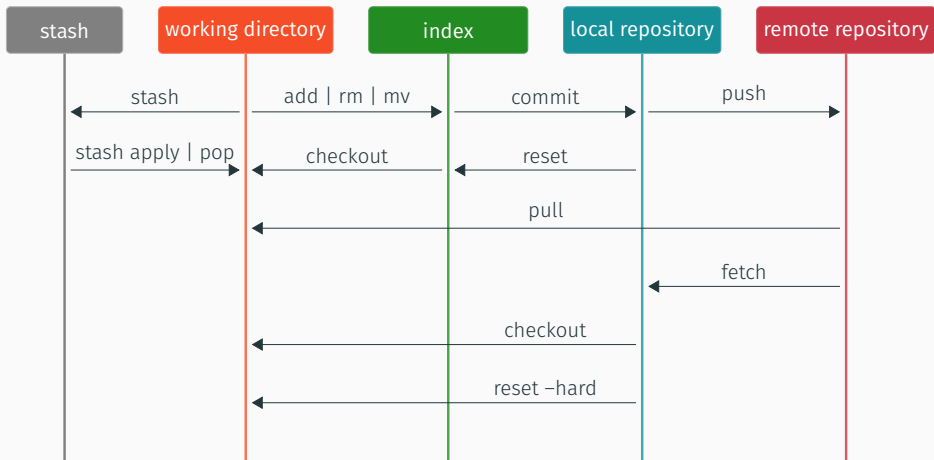 stash
working directory
index
local repository
remote repository
stash
add | rm | mv
commit
push
stash apply | pop
checkout
reset
pull
fetch
checkout
reset –hard